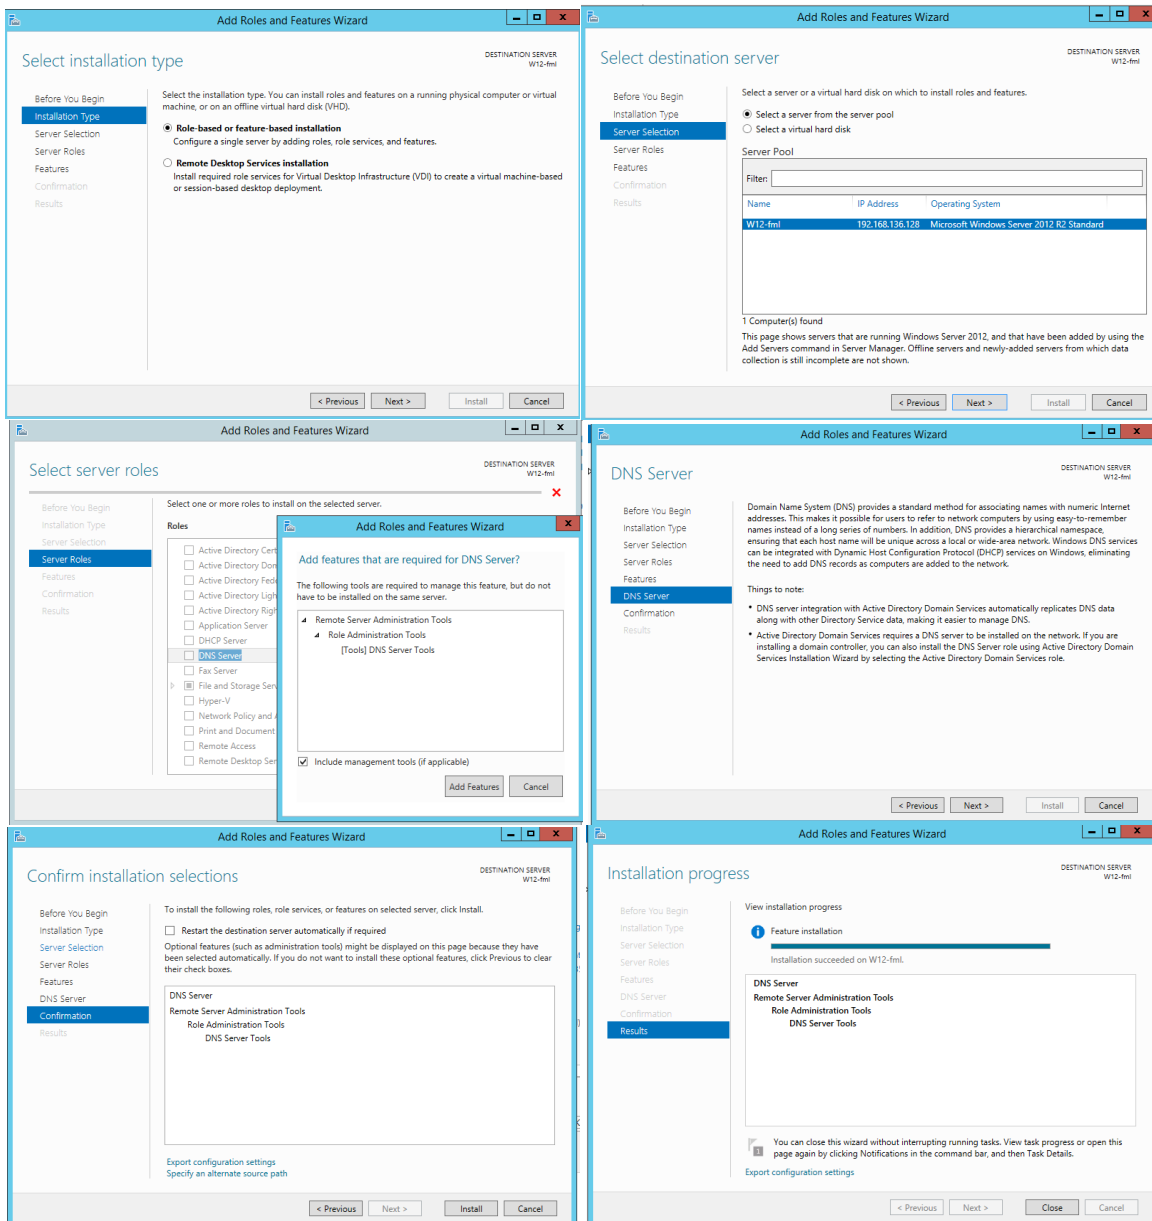 Add Roles and Features Wizard
Select installation type
DESTINATION SERVER
W12-fml
Before You Begin
Installation Type
Server Selection
Server Roles
Features
Confirmation
Results
Select the installation type. You can install roles and features on a running physical computer or virtual
machine, or on an offline virtual hard disk (VHD).
Role-based or feature-based installation
Configure a single server by adding roles, role services, and features.
Remote Desktop Services installation
Install required role services for Virtual Desktop Infrastructure (VDI) to create a virtual machine-based
or session-based desktop deployment.
< Previous
Next >
Install
Cancel
Add Roles and Features Wizard
Select destination server
DESTINATION SERVER
W12-fml
Before You Begin
Installation Type
Server Selection
Server Roles
Features
Confirmation
Results
Select a server or a virtual hard disk on which to install roles and features.
Select a server from the server pool
Select a virtual hard disk
Server Pool
Filter:
Name IP Address Operating System
W12-fml 192.168.136.128 Microsoft Windows Server 2012 R2 Standard
1 Computer(s) found
This page shows servers that are running Windows Server 2012, and that have been added by using the
Add Servers command in Server Manager. Offline servers and newly-added servers from which data
collection is still incomplete are not shown.
< Previous
Next >
Install
Cancel
Add Roles and Features Wizard
Select server roles
DESTINATION SERVER
W12-fml
Before You Begin
Installation Type
Server Selection
Server Roles
Features
Confirmation
Results
Select one or more roles to install on the selected server.
Roles
Active Directory Cert
Active Directory Dom
Active Directory Fede
Active Directory Ligh
Active Directory Righ
Application Server
DHCP Server
DNS Server
Fax Server
File and Storage Serv
Hyper-V
Network Policy and A
Print and Document
Remote Access
Remote Desktop Ser
Add Roles and Features Wizard
Add features that are required for DNS Server?
The following tools are required to manage this feature, but do not
have to be installed on the same server.
Remote Server Administration Tools
Role Administration Tools
[Tools] DNS Server Tools
Include management tools (if applicable)
Add Features
Cancel
Add Roles and Features Wizard
DNS Server
DESTINATION SERVER
W12-fml
Before You Begin
Installation Type
Server Selection
Server Roles
Features
DNS Server
Confirmation
Results
Domain Name System (DNS) provides a standard method for associating names with numeric Internet
addresses. This makes it possible for users to refer to network computers by using easy-to-remember
names instead of a long series of numbers. In addition, DNS provides a hierarchical namespace,
ensuring that each host name will be unique across a local or wide-area network. Windows DNS services
can be integrated with Dynamic Host Configuration Protocol (DHCP) services on Windows, eliminating
the need to add DNS records as computers are added to the network.
Things to note:
• DNS server integration with Active Directory Domain Services automatically replicates DNS data
along with other Directory Service data, making it easier to manage DNS.
• Active Directory Domain Services requires a DNS server to be installed on the network. If you are
installing a domain controller, you can also install the DNS Server role using Active Directory Domain
Services Installation Wizard by selecting the Active Directory Domain Services role.
< Previous
Next >
Install
Cancel
Add Roles and Features Wizard
Confirm installation selections
DESTINATION SERVER
W12-fml
Before You Begin
Installation Type
Server Selection
Server Roles
Features
DNS Server
Confirmation
Results
To install the following roles, role services, or features on selected server, click Install.
Restart the destination server automatically if required
Optional features (such as administration tools) might be displayed on this page because they have
been selected automatically. If you do not want to install these optional features, click Previous to clear
their check boxes.
DNS Server
Remote Server Administration Tools
Role Administration Tools
DNS Server Tools
Export configuration settings
Specify an alternate source path
< Previous
Next >
Install
Cancel
Add Roles and Features Wizard
Installation progress
DESTINATION SERVER
W12-fml
Before You Begin
Installation Type
Server Selection
Server Roles
Features
DNS Server
Confirmation
Results
View installation progress
Feature installation
Installation succeeded on W12-fml.
DNS Server
Remote Server Administration Tools
Role Administration Tools
DNS Server Tools
1
You can close this wizard without interrupting running tasks. View task progress or open this
page again by clicking Notifications in the command bar, and then Task Details.
Export configuration settings
< Previous
Next >
Close
Cancel